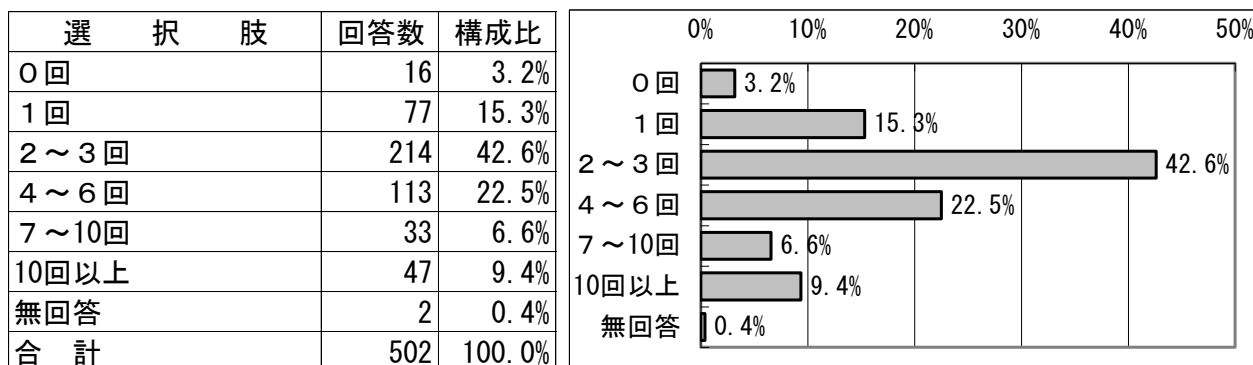 選　択　肢 回答数 構成比
０回 16 3.2%
１回 77 15.3%
２～３回 214 42.6%
４～６回 113 22.5%
７～10回 33 6.6%
10回以上 47 9.4%
無回答 2 0.4%
合　計 502 100.0%
0% 10% 20% 30% 40% 50%
０回 3.2%
１回 15.3%
２～３回 42.6%
４～６回 22.5%
７～10回 6.6%
10回以上 9.4%
無回答 0.4%